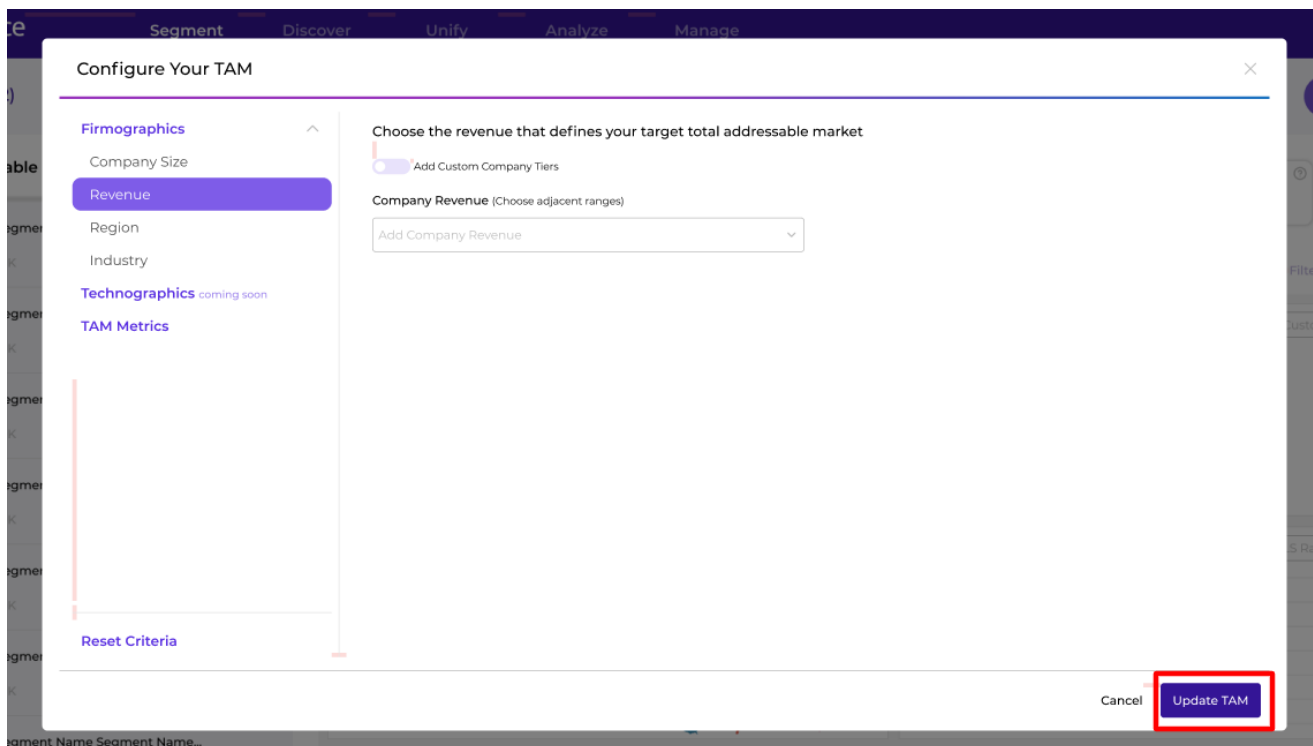 Segment Discover Unify Analyze Manage
Configure Your TAM
Firmographics
Company Size
Revenue
Region
Industry
Technographics coming soon
TAM Metrics
Reset Criteria
Choose the revenue that defines your target total addressable market
Add Custom Company Tiers
Company Revenue (Choose adjacent ranges)
Add Company Revenue
Cancel
Update TAM
Segment Name...